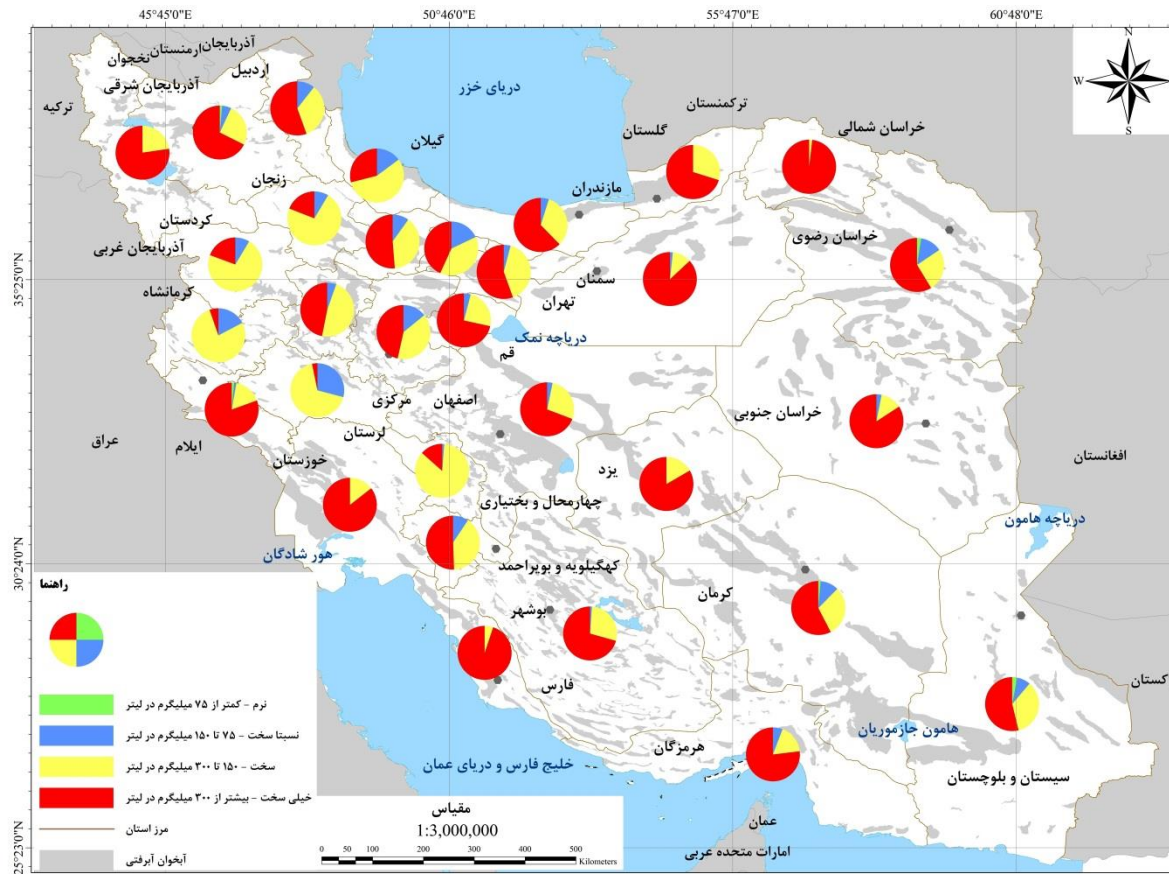 45°45'0"
50°46'0"
55°47'0"
60°48'0"
35°25'0"N
30°24'0"N
25°23'0"N
N
W
E
S
آذربایجان
ارمنستان
نخجوان
ترکیه
آذربایجان شرقی
اردبیل
دریای خزر
ترکمنستان
گیلان
گلستان
خراسان شمالی
زنجان
مازندران
کردستان
آذربایجان غربی
خراسان رضوی
سمنان
کرمانشاه
تهران
دریاچه نمک
قم
عراق
ایلام
مرکزی
اصفهان
لرستان
خراسان جنوبی
افغانستان
خوزستان
یزد
چهارمحال و بختیاری
دریاچه هامون
هور شادگان
کهگیلویه و بویراحمد
کرمان
بوشهر
فارس
کستان
هرمزگان
هامون جازموریان
خلیج فارس و دریای عمان
سیستان و بلوچستان
عمان
امارات متحده عربی
راهنما
نرم - کمتر از ۷۵ میلیگرم در لیتر
نسبتا سخت - ۷۵ تا ۱۵۰ میلیگرم در لیتر
سخت - ۱۵۰ تا ۳۰۰ میلیگرم در لیتر
خیلی سخت - بیشتر از ۳۰۰ میلیگرم در لیتر
مرز استان
آبخوان آبرفتی
مقیاس
1:3,000,000
0 50 100 200 300 400 500
Kilometers